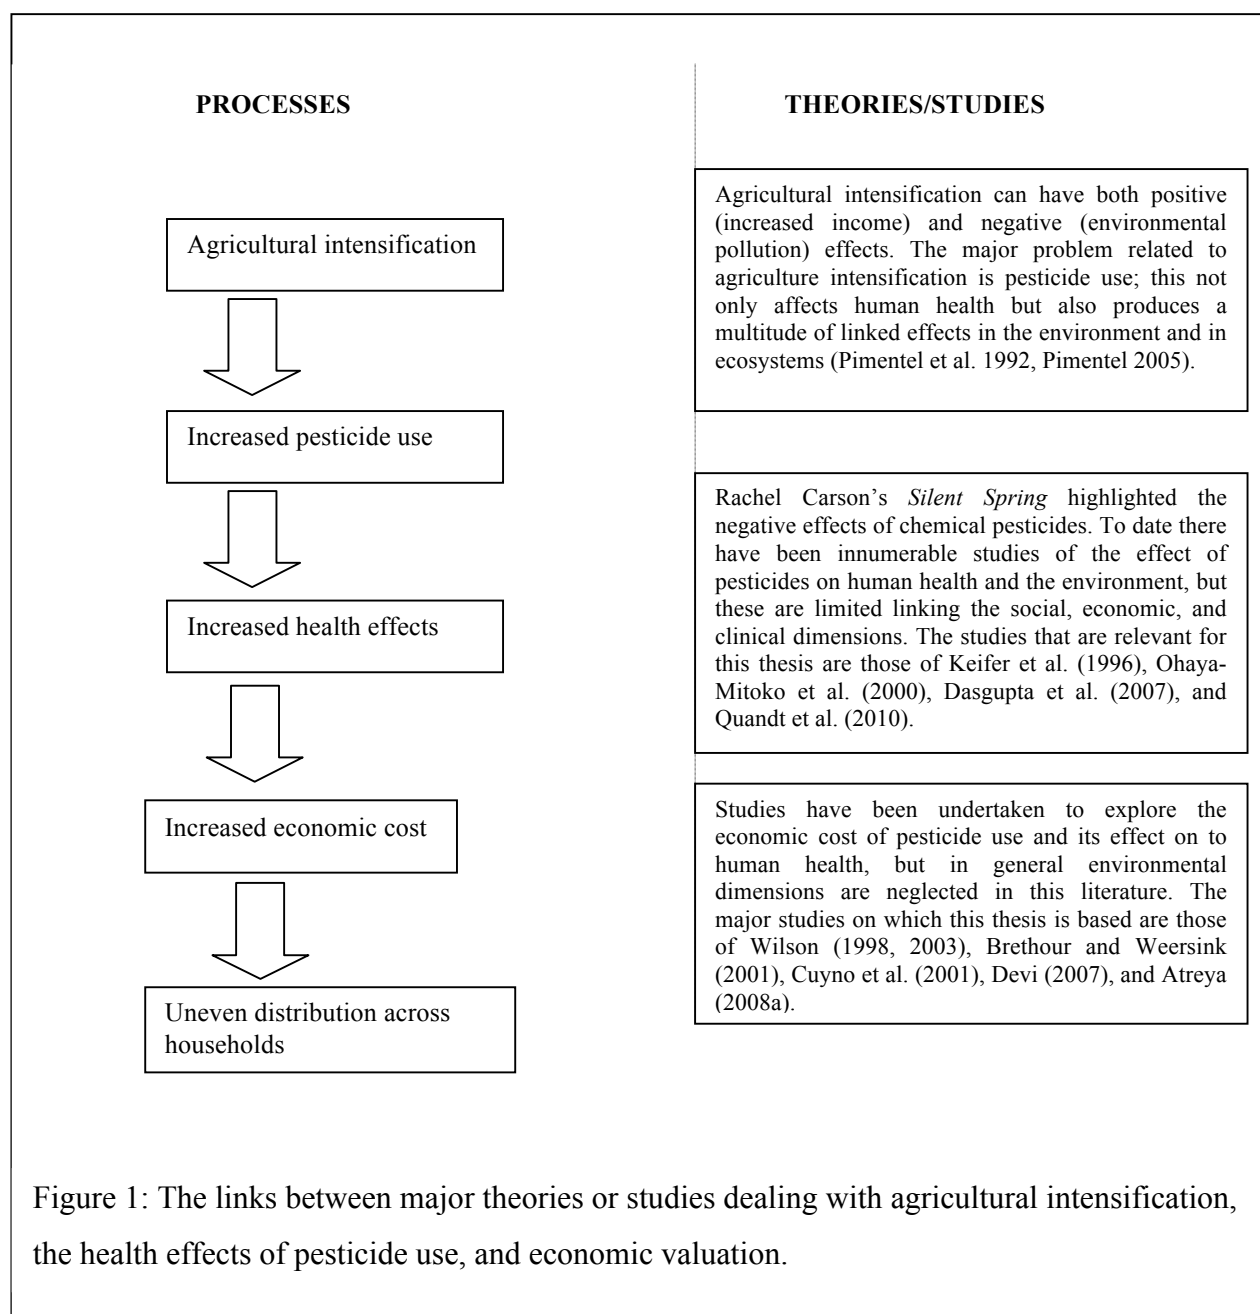 PROCESSES
THEORIES/STUDIES
Agricultural intensification
Increased pesticide use
Increased health effects
Increased economic cost
Uneven distribution across
households
Agricultural intensification can have both positive
(increased income) and negative (environmental
pollution) effects. The major problem related to
agriculture intensification is pesticide use; this not
only affects human health but also produces a
multitude of linked effects in the environment and in
ecosystems (Pimentel et al. 1992, Pimentel 2005).
Rachel Carson’s Silent Spring highlighted the
negative effects of chemical pesticides. To date there
have been innumerable studies of the effect of
pesticides on human health and the environment, but
these are limited linking the social, economic, and
clinical dimensions. The studies that are relevant for
this thesis are those of Keifer et al. (1996), Ohaya-
Mitoko et al. (2000), Dasgupta et al. (2007), and
Quandt et al. (2010).
Studies have been undertaken to explore the
economic cost of pesticide use and its effect on to
human health, but in general environmental
dimensions are neglected in this literature. The
major studies on which this thesis is based are those
of Wilson (1998, 2003), Brethour and Weersink
(2001), Cuyno et al. (2001), Devi (2007), and Atreya
(2008a).
Figure 1: The links between major theories or studies dealing with agricultural intensification,
the health effects of pesticide use, and economic valuation.